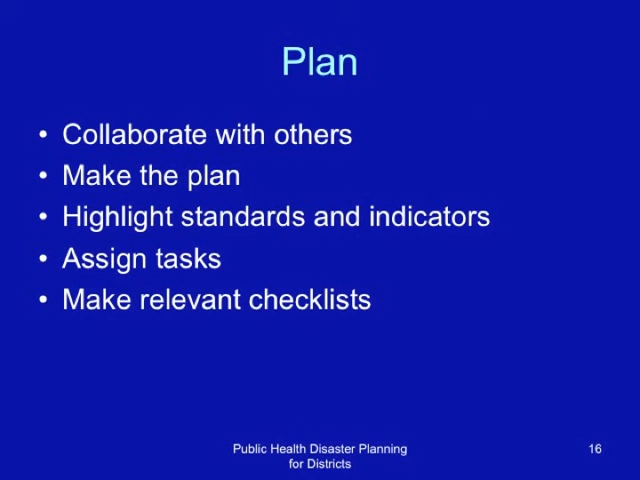 Plan
• Collaborate with others
• Make the plan
• Highlight standards and indicators
• Assign tasks
• Make relevant checklists
Public Health Disaster Planning
for Districts
16